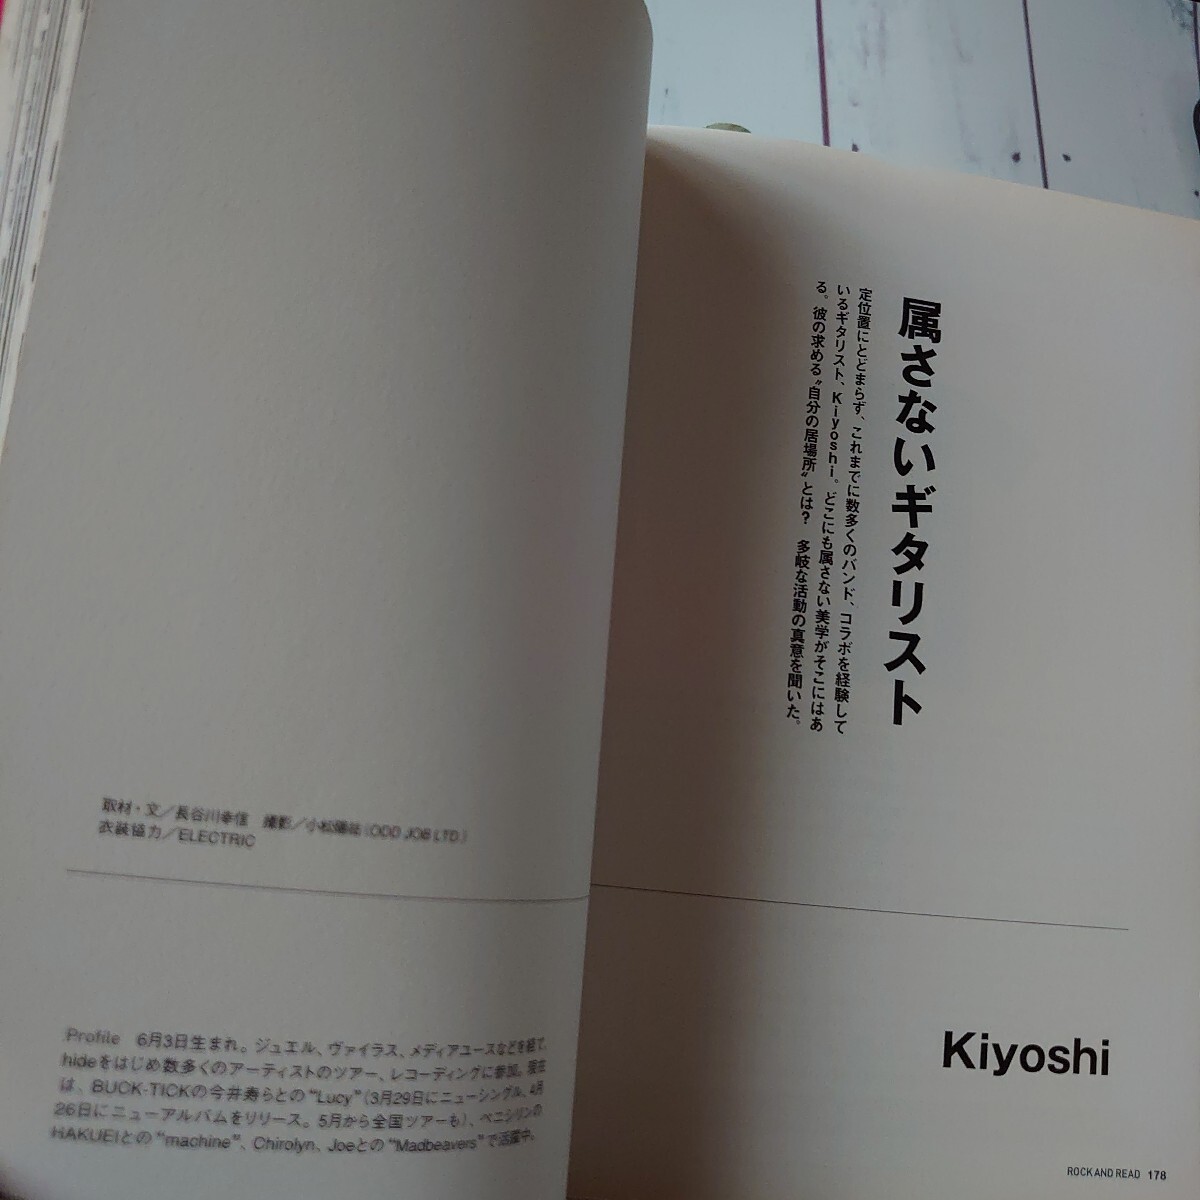 属さないギタリスト
定位置にとどまらず、これまでに数多くのバンド、コラボを経験して
いるギタリスト、Kiyoshi。どこにも属さない美学がそこにはあ
る。彼の求める“自分の居場所”とは？　多岐な活動の真意を聞いた。
取材・文／長谷川幸信　撮影／小松陽祐(ODD JOB LTD.)
衣装協力／ELECTRIC
Kiyoshi
Profile　6月3日生まれ。ジュエル、ヴァイラス、メディアユースなどを経て、
hideをはじめ数多くのアーティストのツアー、レコーディングに参加。現在
は、BUCK-TICKの今井寿らとの“Lucy”(3月29日にニューシングル、4月
26日にニューアルバムをリリース。5月から全国ツアーも)、ペニシリンの
HAKUEIとの“machine”、Chirolyn、Joeとの“Madbeavers”で活躍中。
ROCK AND READ 178